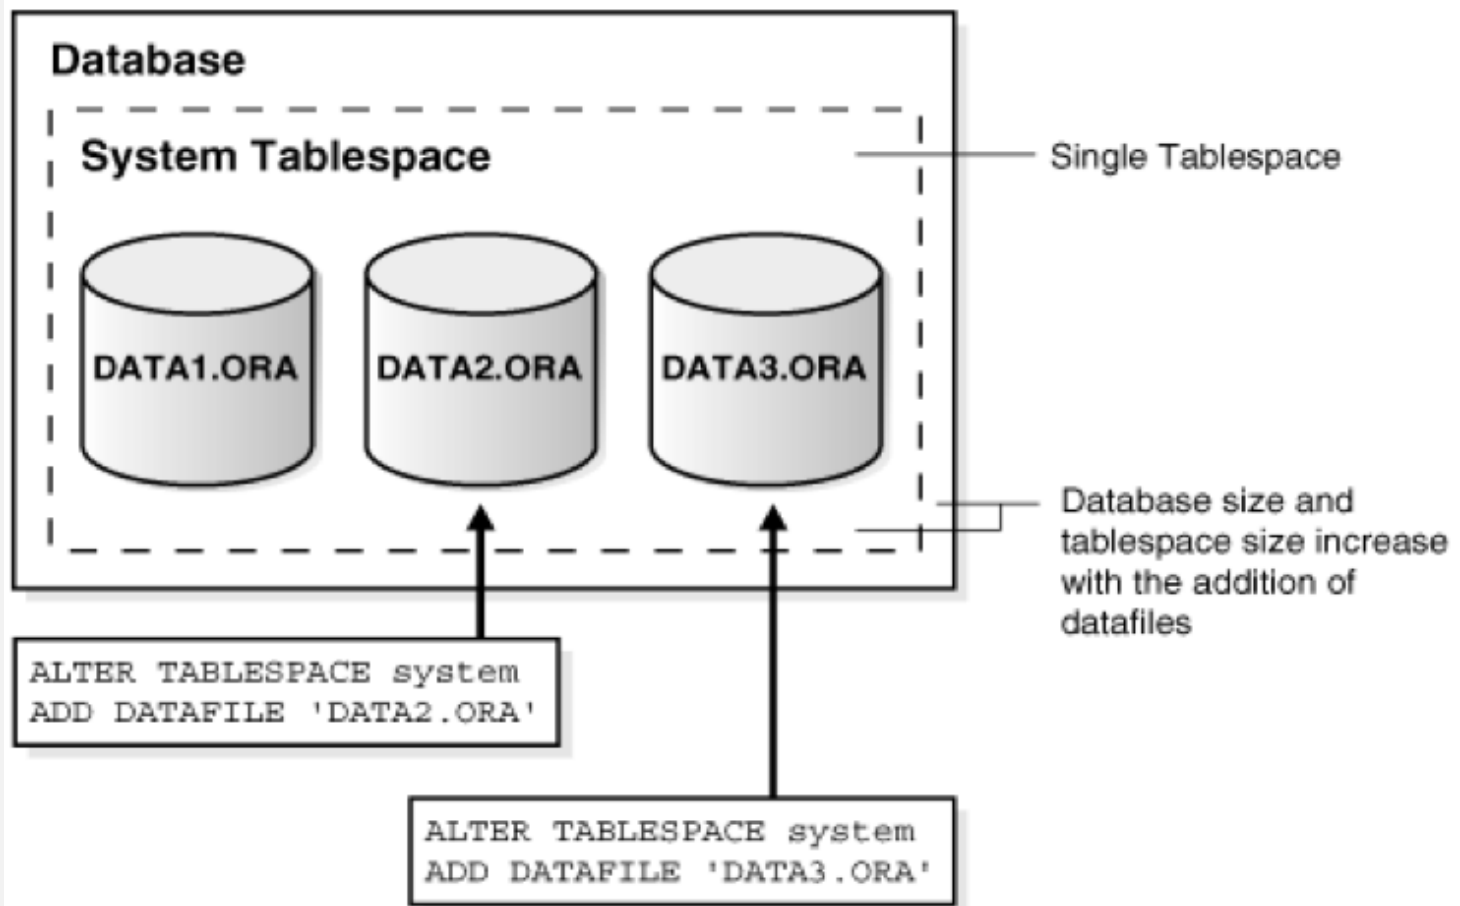 Database
System Tablespace
Single Tablespace
DATA1.ORA
DATA2.ORA
DATA3.ORA
Database size and
tablespace size increase
with the addition of
datafiles
ALTER TABLESPACE system
ADD DATAFILE 'DATA2.ORA'
ALTER TABLESPACE system
ADD DATAFILE 'DATA3.ORA'